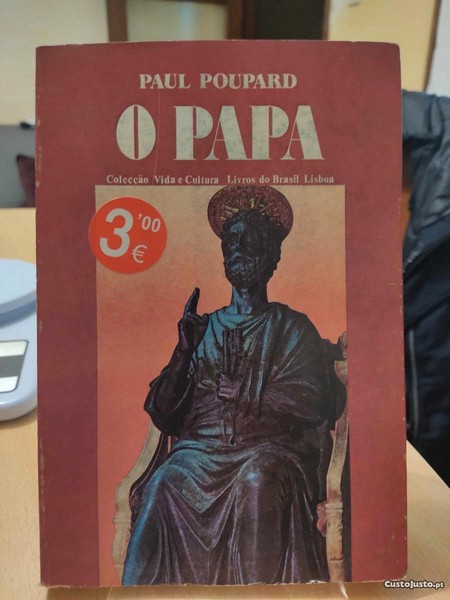 PAUL POUPARD
O PAPA
Colecção Vida e Cultura Livros do Brasil Lisboa
3'00
€
CustoJusto.pt